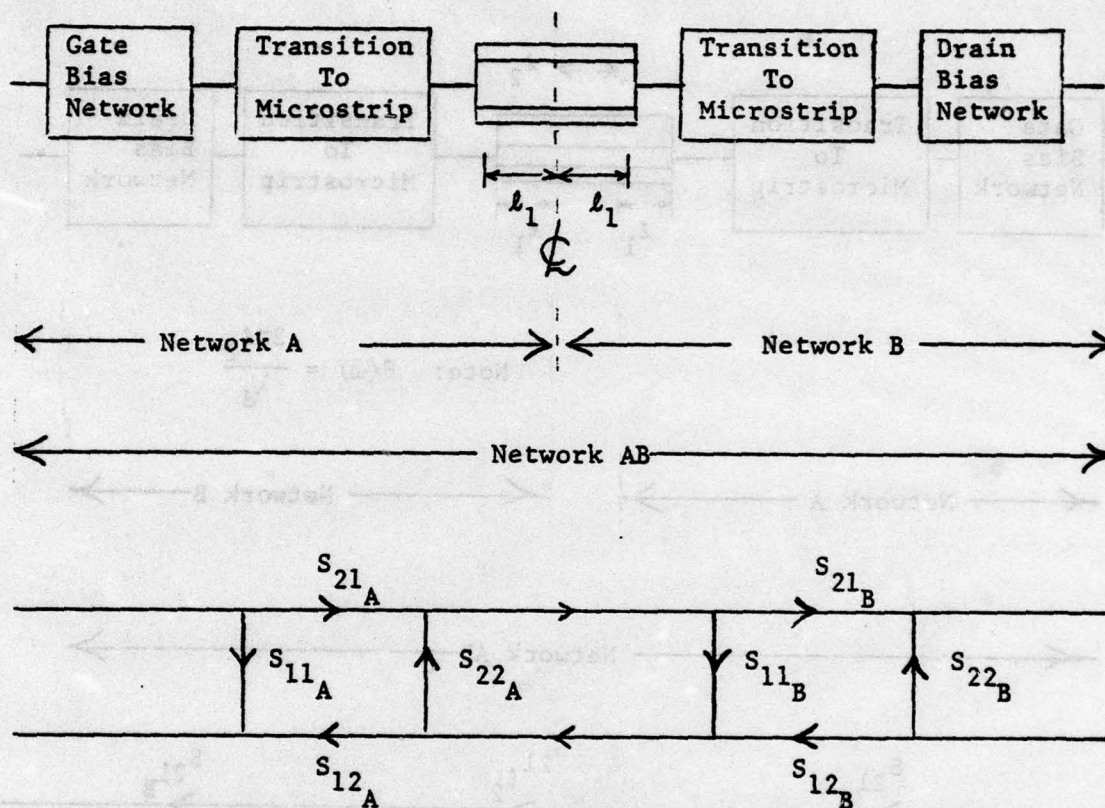 Gate
Bias
Network
Transition
To
Microstrip
Transition
To
Microstrip
Drain
Bias
Network
ℓ1 ℓ1
℄
Network A
Network B
Network AB
S21A
S21B
S11A
S22A
S11B
S22B
S12A
S12B